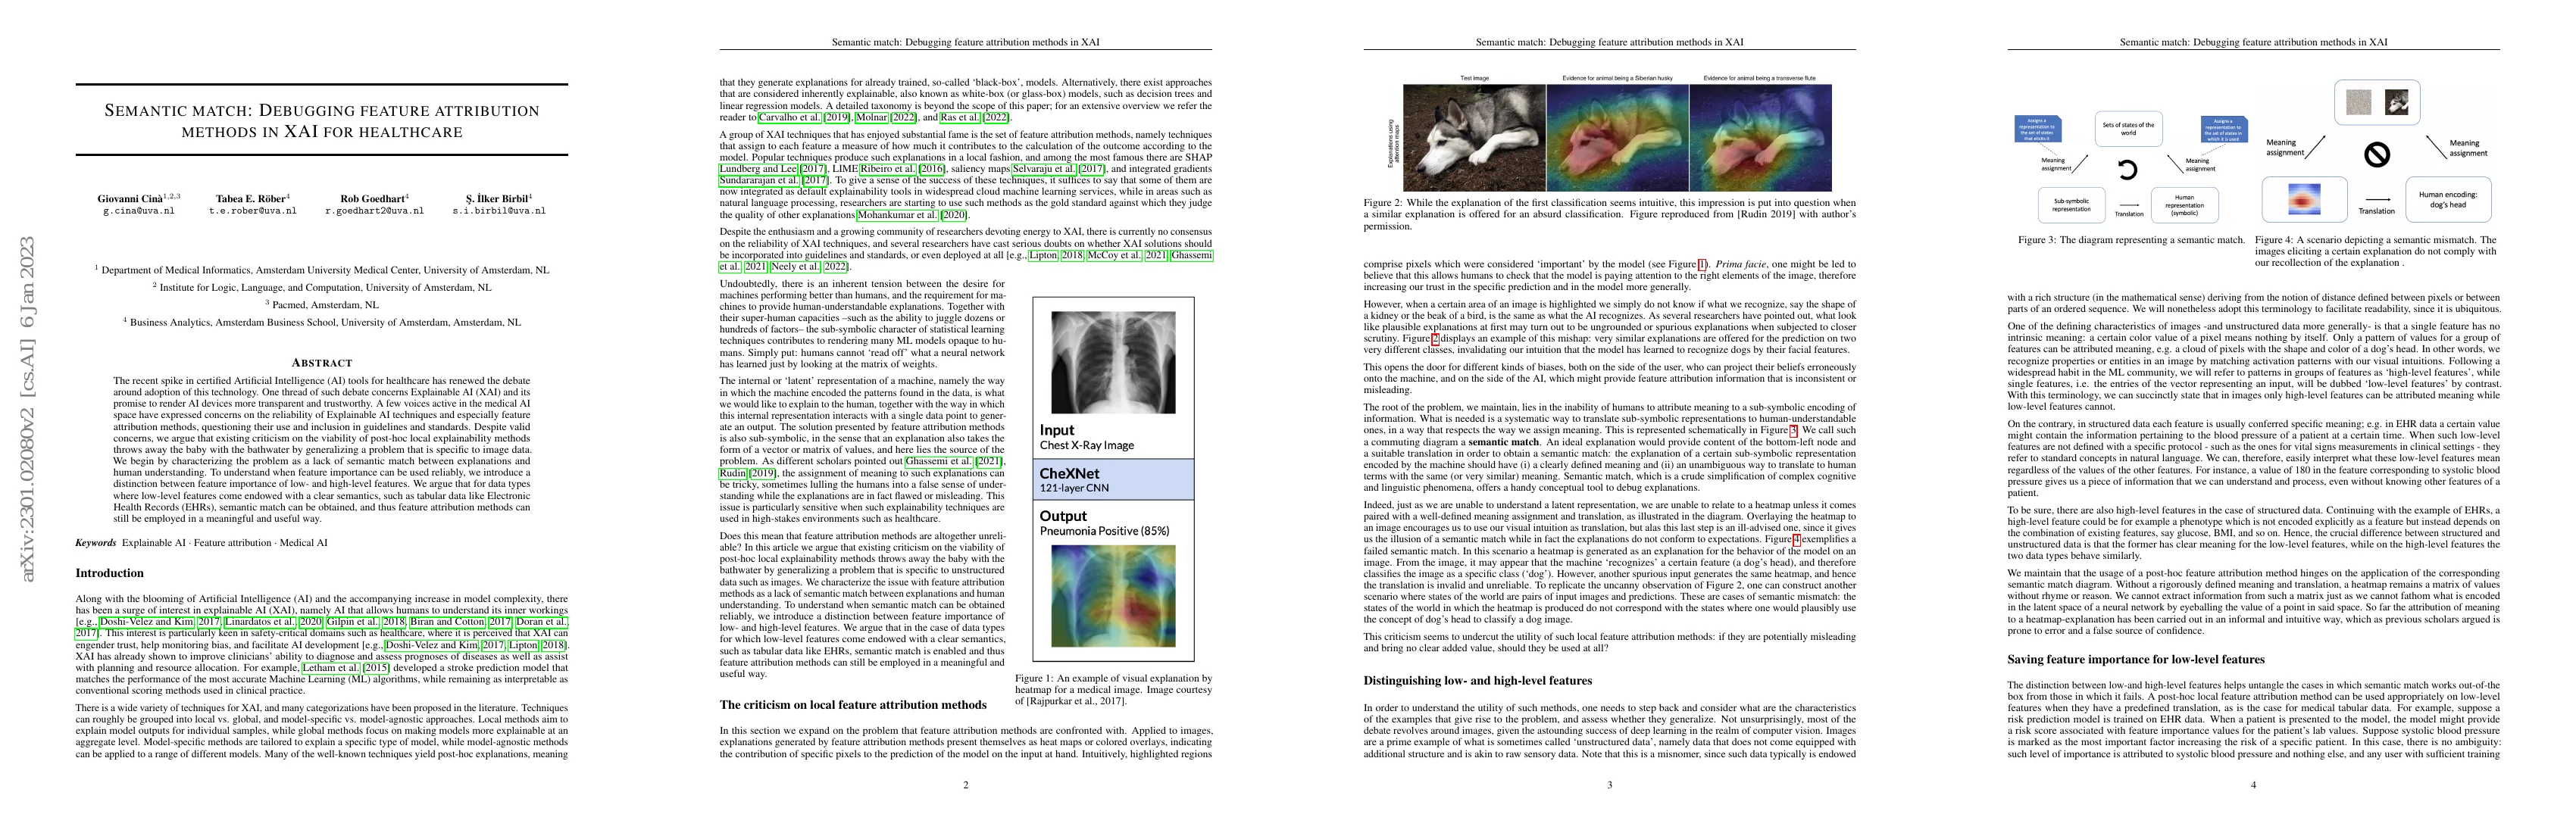 arXiv:2301.02080v2 [cs.AI] 6 Jan 2023
SEMANTIC MATCH: DEBUGGING FEATURE ATTRIBUTION
METHODS IN XAI FOR HEALTHCARE
Giovanni Cinà1,2,3
g.cina@uva.nl
Tabea E. Röber4
t.e.rober@uva.nl
Rob Goedhart4
r.goedhart2@uva.nl
Ş. İlker Birbil4
s.i.birbil@uva.nl
1 Department of Medical Informatics, Amsterdam University Medical Center, University of Amsterdam, NL
2 Institute for Logic, Language, and Computation, University of Amsterdam, NL
3 Pacmed, Amsterdam, NL
4 Business Analytics, Amsterdam Business School, University of Amsterdam, NL
ABSTRACT
The recent spike in certified Artificial Intelligence (AI) tools for healthcare has renewed the debate
around adoption of this technology. One thread of such debate concerns Explainable AI (XAI) and its
promise to render AI devices more transparent and trustworthy. A few voices active in the medical AI
space have expressed concerns on the reliability of Explainable AI techniques and especially feature
attribution methods, questioning their use and inclusion in guidelines and standards. Despite valid
concerns, we argue that existing criticism on the viability of post-hoc local explainability methods
throws away the baby with the bathwater by generalizing a problem that is specific to image data.
We begin by characterizing the problem as a lack of semantic match between explanations and
human understanding. To understand when feature importance can be used reliably, we introduce a
distinction between feature importance of low- and high-level features. We argue that for data types
where low-level features come endowed with a clear semantics, such as tabular data like Electronic
Health Records (EHRs), semantic match can be obtained, and thus feature attribution methods can
still be employed in a meaningful and useful way.
Keywords Explainable AI · Feature attribution · Medical AI
Introduction
Along with the blooming of Artificial Intelligence (AI) and the accompanying increase in model complexity, there
has been a surge of interest in explainable AI (XAI), namely AI that allows humans to understand its inner workings
[e.g., Doshi-Velez and Kim, 2017, Linardatos et al., 2020, Gilpin et al., 2018, Biran and Cotton, 2017, Doran et al.,
2017]. This interest is particularly keen in safety-critical domains such as healthcare, where it is perceived that XAI can
engender trust, help monitoring bias, and facilitate AI development [e.g., Doshi-Velez and Kim, 2017, Lipton, 2018].
XAI has already shown to improve clinicians' ability to diagnose and assess prognoses of diseases as well as assist
with planning and resource allocation. For example, Letham et al. [2015] developed a stroke prediction model that
matches the performance of the most accurate Machine Learning (ML) algorithms, while remaining as interpretable as
conventional scoring methods used in clinical practice.
There is a wide variety of techniques for XAI, and many categorizations have been proposed in the literature. Techniques
can roughly be grouped into local vs. global, and model-specific vs. model-agnostic approaches. Local methods aim to
explain model outputs for individual samples, while global methods focus on making models more explainable at an
aggregate level. Model-specific methods are tailored to explain a specific type of model, while model-agnostic methods
can be applied to a range of different models. Many of the well-known techniques yield post-hoc explanations, meaning
Semantic match: Debugging feature attribution methods in XAI
that they generate explanations for already trained, so-called 'black-box', models. Alternatively, there exist approaches
that are considered inherently explainable, also known as white-box (or glass-box) models, such as decision trees and
linear regression models. A detailed taxonomy is beyond the scope of this paper; for an extensive overview we refer the
reader to Carvalho et al. [2019], Molnar [2022], and Ras et al. [2022].
A group of XAI techniques that has enjoyed substantial fame is the set of feature attribution methods, namely techniques
that assign to each feature a measure of how much it contributes to the calculation of the outcome according to the
model. Popular techniques produce such explanations in a local fashion, and among the most famous there are SHAP
Lundberg and Lee [2017], LIME Ribeiro et al. [2016], saliency maps Selvaraju et al. [2017], and integrated gradients
Sundararajan et al. [2017]. To give a sense of the success of these techniques, it suffices to say that some of them are
now integrated as default explainability tools in widespread cloud machine learning services, while in areas such as
natural language processing, researchers are starting to use such methods as the gold standard against which they judge
the quality of other explanations Mohankumar et al. [2020].
Despite the enthusiasm and a growing community of researchers devoting energy to XAI, there is currently no consensus
on the reliability of XAI techniques, and several researchers have cast serious doubts on whether XAI solutions should
be incorporated into guidelines and standards, or even deployed at all [e.g., Lipton, 2018, McCoy et al., 2021, Ghassemi
et al., 2021, Neely et al., 2022].
Undoubtedly, there is an inherent tension between the desire for
machines performing better than humans, and the requirement for ma-
chines to provide human-understandable explanations. Together with
their super-human capacities –such as the ability to juggle dozens or
hundreds of factors– the sub-symbolic character of statistical learning
techniques contributes to rendering many ML models opaque to hu-
mans. Simply put: humans cannot 'read off' what a neural network
has learned just by looking at the matrix of weights.
The internal or 'latent' representation of a machine, namely the way
in which the machine encoded the patterns found in the data, is what
we would like to explain to the human, together with the way in which
this internal representation interacts with a single data point to gener-
ate an output. The solution presented by feature attribution methods
is also sub-symbolic, in the sense that an explanation also takes the
form of a vector or matrix of values, and here lies the source of the
problem. As different scholars pointed out Ghassemi et al. [2021],
Rudin [2019], the assignment of meaning to such explanations can
be tricky, sometimes lulling the humans into a false sense of under-
standing while the explanations are in fact flawed or misleading. This
issue is particularly sensitive when such explainability techniques are
used in high-stakes environments such as healthcare.
Does this mean that feature attribution methods are altogether unreli-
able? In this article we argue that existing criticism on the viability of
post-hoc local explainability methods throws away the baby with the
bathwater by generalizing a problem that is specific to unstructured
data such as images. We characterize the issue with feature attribution
methods as a lack of semantic match between explanations and human
understanding. To understand when semantic match can be obtained
reliably, we introduce a distinction between feature importance of
low- and high-level features. We argue that in the case of data types
for which low-level features come endowed with a clear semantics,
such as tabular data like EHRs, semantic match is enabled and thus
feature attribution methods can still be employed in a meaningful and
useful way.
Input
Chest X-Ray Image
CheXNet
121-layer CNN
Output
Pneumonia Positive (85%)
Figure 1: An example of visual explanation by
heatmap for a medical image. Image courtesy
of [Rajpurkar et al., 2017].
The criticism on local feature attribution methods
In this section we expand on the problem that feature attribution methods are confronted with. Applied to images,
explanations generated by feature attribution methods present themselves as heat maps or colored overlays, indicating
the contribution of specific pixels to the prediction of the model on the input at hand. Intuitively, highlighted regions
2
Semantic match: Debugging feature attribution methods in XAI
Test image
Evidence for animal being a Siberian husky
Evidence for animal being a transverse flute
Explanations using
attention maps
Figure 2: While the explanation of the first classification seems intuitive, this impression is put into question when
a similar explanation is offered for an absurd classification. Figure reproduced from [Rudin 2019] with author's
permission.
comprise pixels which were considered 'important' by the model (see Figure 1). Prima facie, one might be led to
believe that this allows humans to check that the model is paying attention to the right elements of the image, therefore
increasing our trust in the specific prediction and in the model more generally.
However, when a certain area of an image is highlighted we simply do not know if what we recognize, say the shape of
a kidney or the beak of a bird, is the same as what the AI recognizes. As several researchers have pointed out, what look
like plausible explanations at first may turn out to be ungrounded or spurious explanations when subjected to closer
scrutiny. Figure 2 displays an example of this mishap: very similar explanations are offered for the prediction on two
very different classes, invalidating our intuition that the model has learned to recognize dogs by their facial features.
This opens the door for different kinds of biases, both on the side of the user, who can project their beliefs erroneously
onto the machine, and on the side of the AI, which might provide feature attribution information that is inconsistent or
misleading.
The root of the problem, we maintain, lies in the inability of humans to attribute meaning to a sub-symbolic encoding of
information. What is needed is a systematic way to translate sub-symbolic representations to human-understandable
ones, in a way that respects the way we assign meaning. This is represented schematically in Figure 3. We call such
a commuting diagram a semantic match. An ideal explanation would provide content of the bottom-left node and
a suitable translation in order to obtain a semantic match: the explanation of a certain sub-symbolic representation
encoded by the machine should have (i) a clearly defined meaning and (ii) an unambiguous way to translate to human
terms with the same (or very similar) meaning. Semantic match, which is a crude simplification of complex cognitive
and linguistic phenomena, offers a handy conceptual tool to debug explanations.
Indeed, just as we are unable to understand a latent representation, we are unable to relate to a heatmap unless it comes
paired with a well-defined meaning assignment and translation, as illustrated in the diagram. Overlaying the heatmap to
an image encourages us to use our visual intuition as translation, but alas this last step is an ill-advised one, since it gives
us the illusion of a semantic match while in fact the explanations do not conform to expectations. Figure 4 exemplifies a
failed semantic match. In this scenario a heatmap is generated as an explanation for the behavior of the model on an
image. From the image, it may appear that the machine 'recognizes' a certain feature (a dog's head), and therefore
classifies the image as a specific class ('dog'). However, another spurious input generates the same heatmap, and hence
the translation is invalid and unreliable. To replicate the uncanny observation of Figure 2, one can construct another
scenario where states of the world are pairs of input images and predictions. These are cases of semantic mismatch: the
states of the world in which the heatmap is produced do not correspond with the states where one would plausibly use
the concept of dog's head to classify a dog image.
This criticism seems to undercut the utility of such local feature attribution methods: if they are potentially misleading
and bring no clear added value, should they be used at all?
Distinguishing low- and high-level features
In order to understand the utility of such methods, one needs to step back and consider what are the characteristics
of the examples that give rise to the problem, and assess whether they generalize. Not unsurprisingly, most of the
debate revolves around images, given the astounding success of deep learning in the realm of computer vision. Images
are a prime example of what is sometimes called 'unstructured data', namely data that does not come equipped with
additional structure and is akin to raw sensory data. Note that this is a misnomer, since such data typically is endowed
3
Semantic match: Debugging feature attribution methods in XAI
Assigns a
representation to
the set of states
that elicits it
Sets of states of the
world
Assigns a
representation to
the set of states in
which it is used
Meaning
assignment
Meaning
assignment
Sub-symbolic
representation
Translation
Human
representation
(symbolic)
Figure 3: The diagram representing a semantic match.
Meaning
assignment
Meaning
assignment
Translation
Human encoding:
dog's head
Figure 4: A scenario depicting a semantic mismatch. The
images eliciting a certain explanation do not comply with
our recollection of the explanation .
with a rich structure (in the mathematical sense) deriving from the notion of distance defined between pixels or between
parts of an ordered sequence. We will nonetheless adopt this terminology to facilitate readability, since it is ubiquitous.
One of the defining characteristics of images -and unstructured data more generally- is that a single feature has no
intrinsic meaning: a certain color value of a pixel means nothing by itself. Only a pattern of values for a group of
features can be attributed meaning, e.g. a cloud of pixels with the shape and color of a dog's head. In other words, we
recognize properties or entities in an image by matching activation patterns with our visual intuitions. Following a
widespread habit in the ML community, we will refer to patterns in groups of features as 'high-level features', while
single features, i.e. the entries of the vector representing an input, will be dubbed 'low-level features' by contrast.
With this terminology, we can succinctly state that in images only high-level features can be attributed meaning while
low-level features cannot.
On the contrary, in structured data each feature is usually conferred specific meaning; e.g. in EHR data a certain value
might contain the information pertaining to the blood pressure of a patient at a certain time. When such low-level
features are not defined with a specific protocol - such as the ones for vital signs measurements in clinical settings - they
refer to standard concepts in natural language. We can, therefore, easily interpret what these low-level features mean
regardless of the values of the other features. For instance, a value of 180 in the feature corresponding to systolic blood
pressure gives us a piece of information that we can understand and process, even without knowing other features of a
patient.
To be sure, there are also high-level features in the case of structured data. Continuing with the example of EHRs, a
high-level feature could be for example a phenotype which is not encoded explicitly as a feature but instead depends on
the combination of existing features, say glucose, BMI, and so on. Hence, the crucial difference between structured and
unstructured data is that the former has clear meaning for the low-level features, while on the high-level features the
two data types behave similarly.
We maintain that the usage of a post-hoc feature attribution method hinges on the application of the corresponding
semantic match diagram. Without a rigorously defined meaning and translation, a heatmap remains a matrix of values
without rhyme or reason. We cannot extract information from such a matrix just as we cannot fathom what is encoded
in the latent space of a neural network by eyeballing the value of a point in said space. So far the attribution of meaning
to a heatmap-explanation has been carried out in an informal and intuitive way, which as previous scholars argued is
prone to error and a false source of confidence.
Saving feature importance for low-level features
The distinction between low-and high-level features helps untangle the cases in which semantic match works out-of-the
box from those in which it fails. A post-hoc local feature attribution method can be used appropriately on low-level
features when they have a predefined translation, as is the case for medical tabular data. For example, suppose a
risk prediction model is trained on EHR data. When a patient is presented to the model, the model might provide
a risk score associated with feature importance values for the patient's lab values. Suppose systolic blood pressure
is marked as the most important factor increasing the risk of a specific patient. In this case, there is no ambiguity:
such level of importance is attributed to systolic blood pressure and nothing else, and any user with sufficient training
4